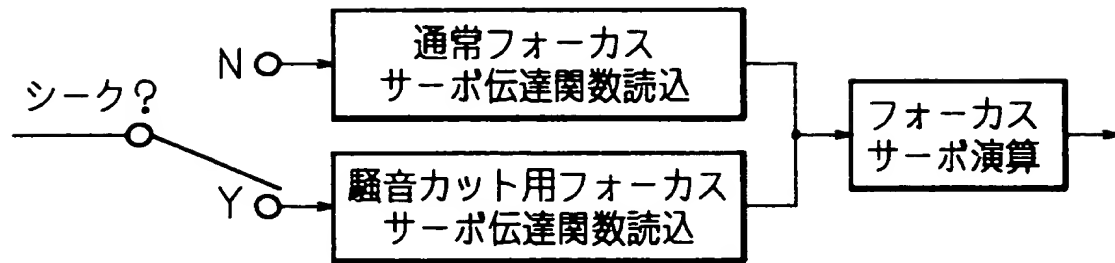 シーク?
N
通常フォーカス
サーボ伝達関数読込
Y
騒音カット用フォーカス
サーボ伝達関数読込
フォーカス
サーボ演算